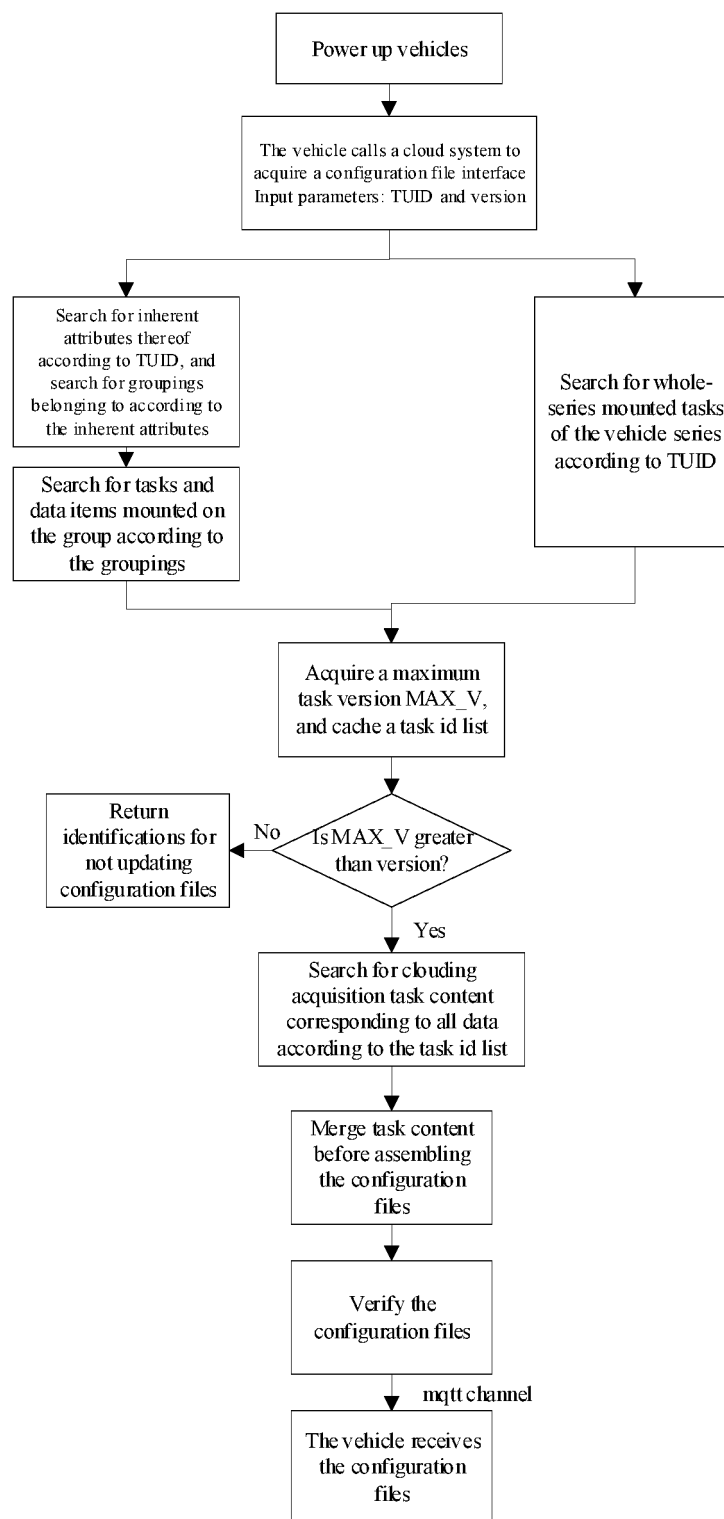 Power up vehicles
The vehicle calls a cloud system to
acquire a configuration file interface
Input parameters: TUID and version
Search for inherent
attributes thereof
according to TUID, and
search for groupings
belonging to according to
the inherent attributes
Search for tasks and
data items mounted on
the group according to
the groupings
Search for whole-
series mounted tasks
of the vehicle series
according to TUID
Acquire a maximum
task version MAX_V,
and cache a task id list
Is MAX_V greater
than version?
No
Return
identifications for
not updating
configuration files
Yes
Search for clouding
acquisition task content
corresponding to all data
according to the task id list
Merge task content
before assembling
the configuration
files
Verify the
configuration files
mqtt channel
The vehicle receives
the configuration
files